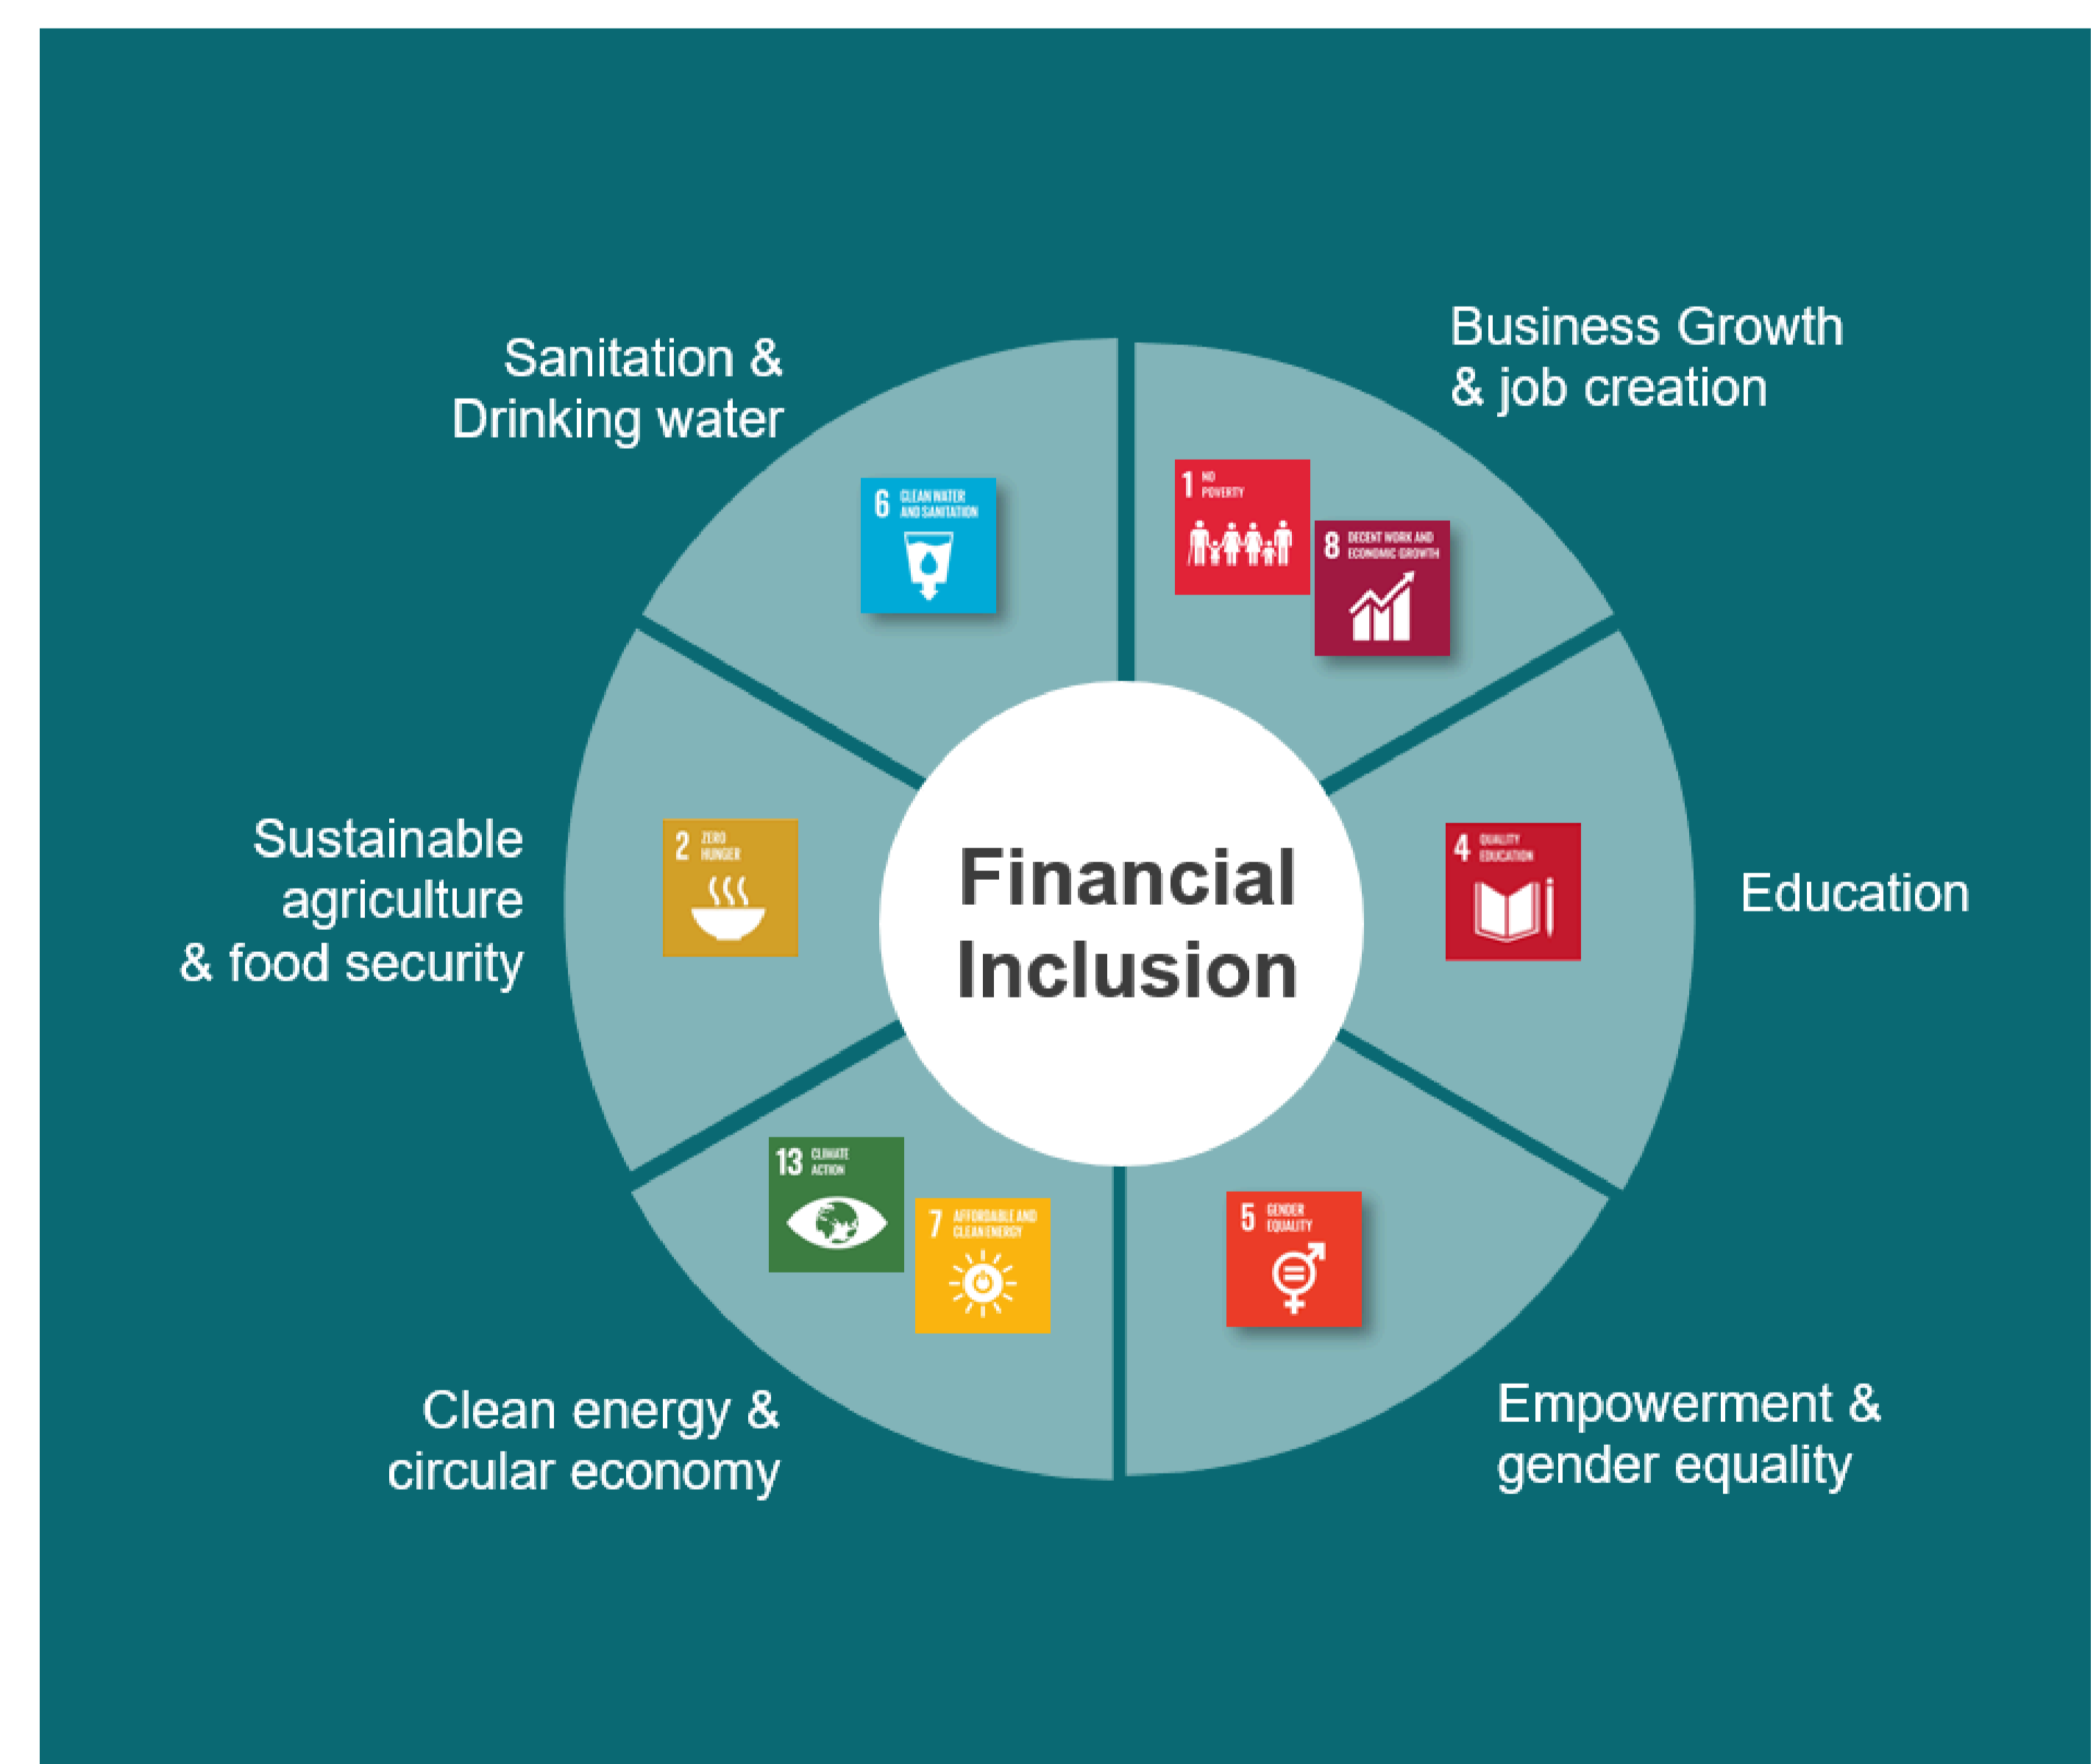 Sanitation &
Drinking water
Business Growth
& job creation
6 CLEAN WATER
AND SANITATION
1 NO
POVERTY
8 DECENT WORK AND
ECONOMIC GROWTH
Sustainable
agriculture
& food security
2 ZERO
HUNGER
Financial
Inclusion
4 QUALITY
EDUCATION
Education
13 CLIMATE
ACTION
7 AFFORDABLE AND
CLEAN ENERGY
5 GENDER
EQUALITY
Clean energy &
circular economy
Empowerment &
gender equality